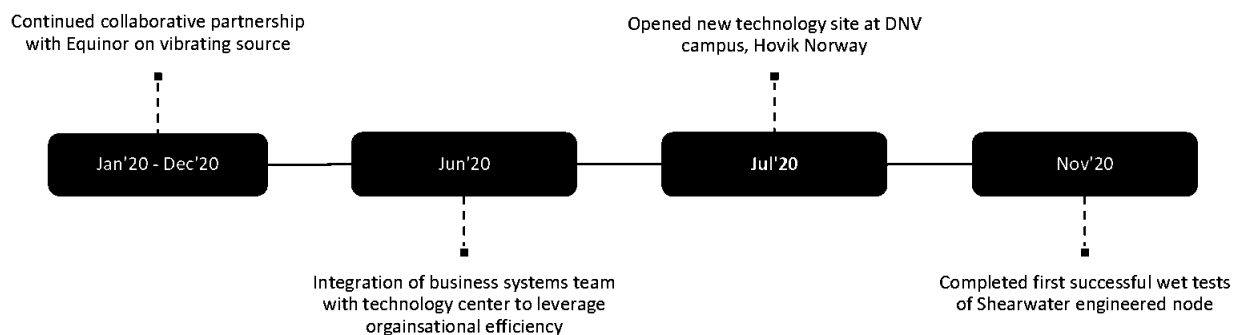 Continued collaborative partnership
with Equinor on vibrating source
Opened new technology site at DNV
campus, Hovik Norway
Jan'20 - Dec'20
Jun'20
Jul'20
Nov'20
Integration of business systems team
with technology center to leverage
orgainsational efficiency
Completed first successful wet tests
of Shearwater engineered node